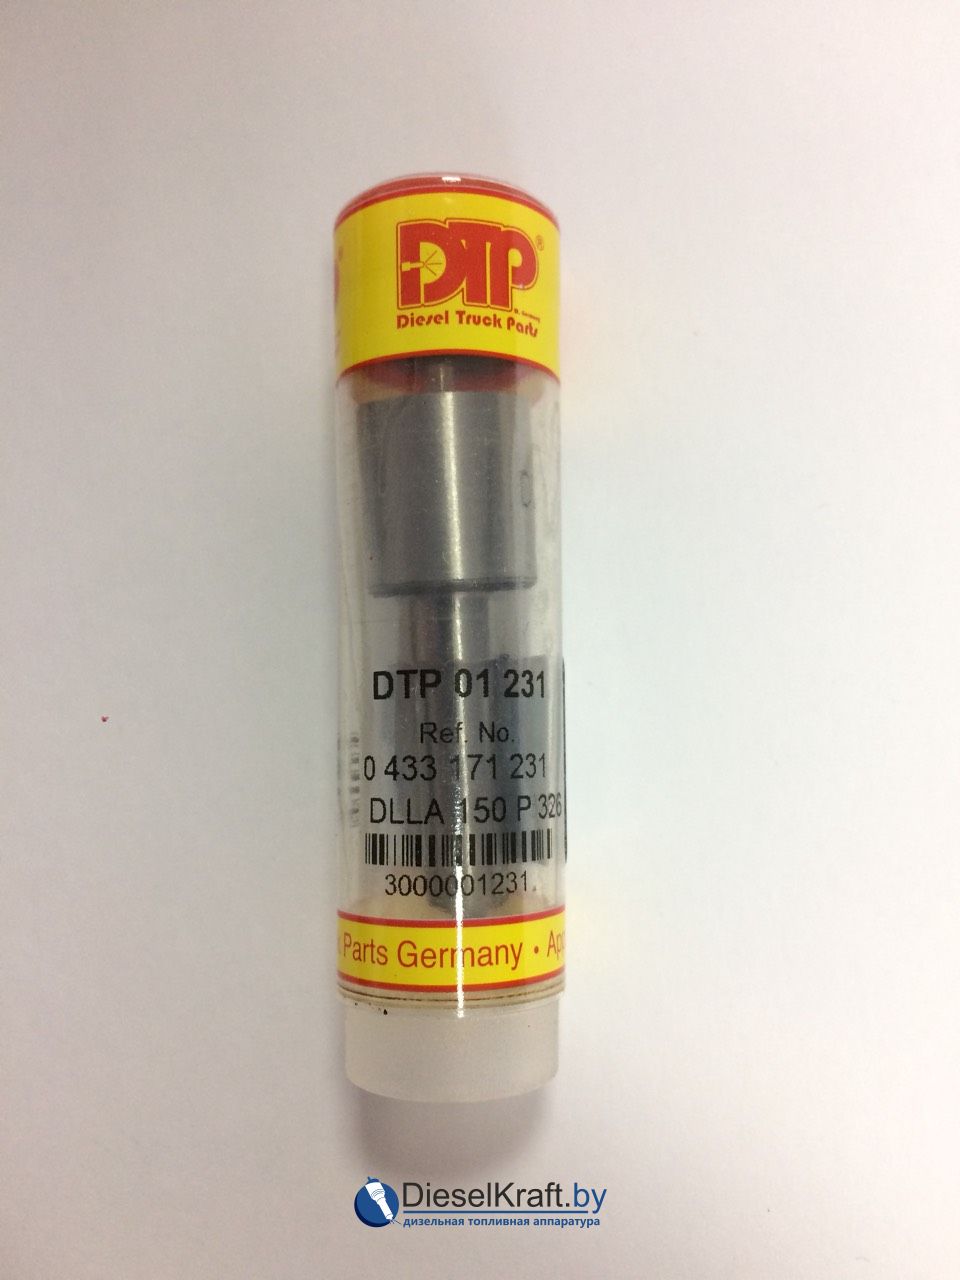 DTP®
D. Germany
Diesel Truck Parts
DTP 01 231
Ref. No.
0 433 171 231
DLLA 150 P 326
3000001231
Parts Germany •
DieselKraft.by
дизельная топливная аппаратура